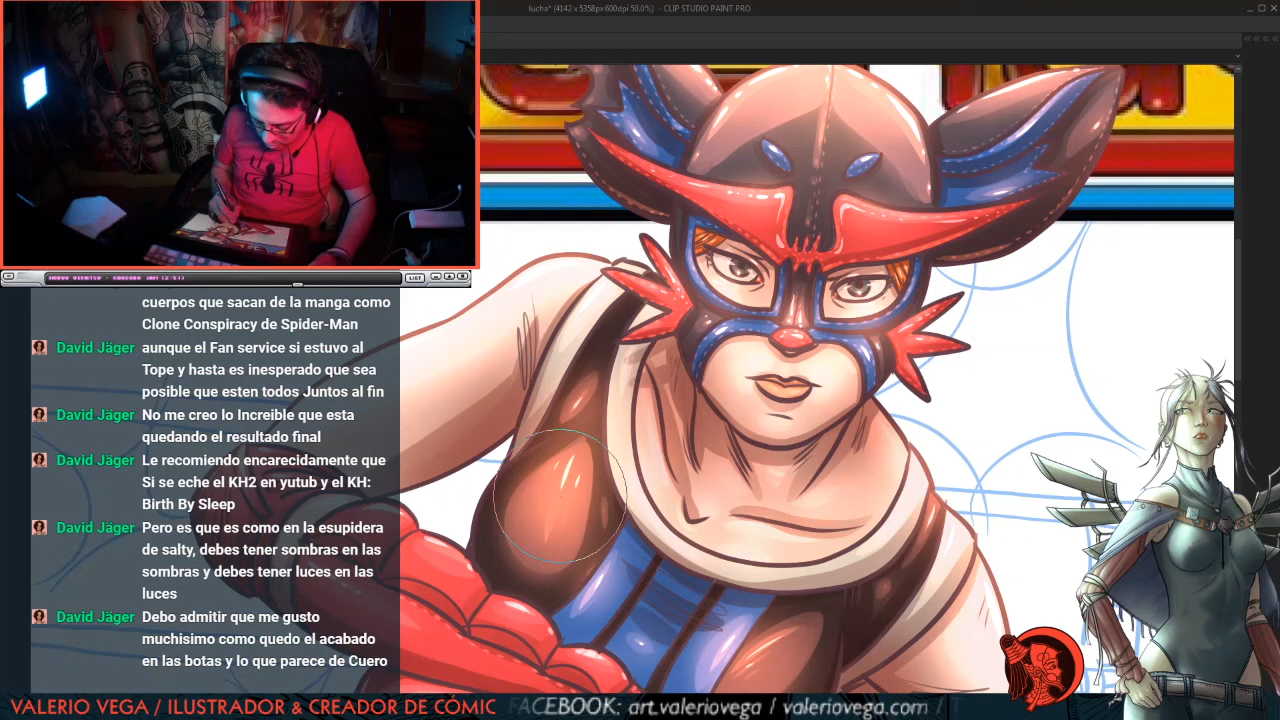 lucha* (4142 x 5358px 600dpi 50.0%) - CLIP STUDIO PAINT PRO
LIST
cuerpos que sacan de la manga como
Clone Conspiracy de Spider-Man
David Jäger aunque el Fan service si estuvo al
Tope y hasta es inesperado que sea
posible que esten todos Juntos al fin
David Jäger No me creo lo Increible que esta
quedando el resultado final
David Jäger Le recomiendo encarecidamente que
Si se eche el KH2 en yutub y el KH:
Birth By Sleep
David Jäger Pero es que es como en la esupidera
de salty, debes tener sombras en las
sombras y debes tener luces en las
luces
David Jäger Debo admitir que me gusto
muchisimo como quedo el acabado
en las botas y lo que parece de Cuero
VALERIO VEGA / ILUSTRADOR & CREADOR DE CÓMIC FACEBOOK: art.valeriovega / valeriovega.com /